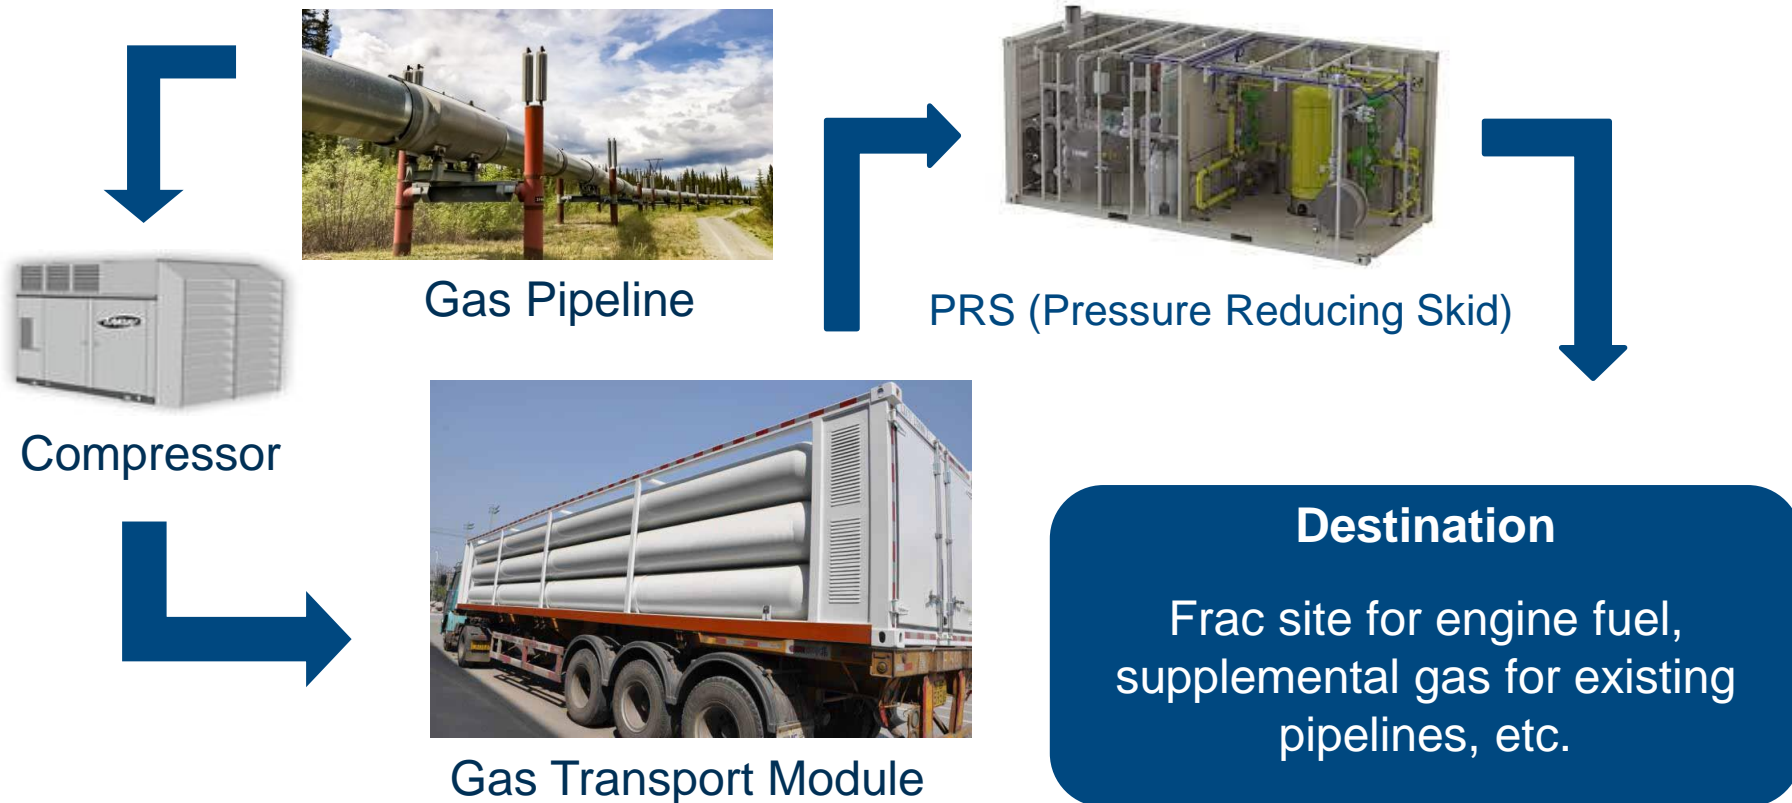 Gas Pipeline
PRS (Pressure Reducing Skid)
Compressor
Gas Transport Module
Destination
Frac site for engine fuel,
supplemental gas for existing
pipelines, etc.